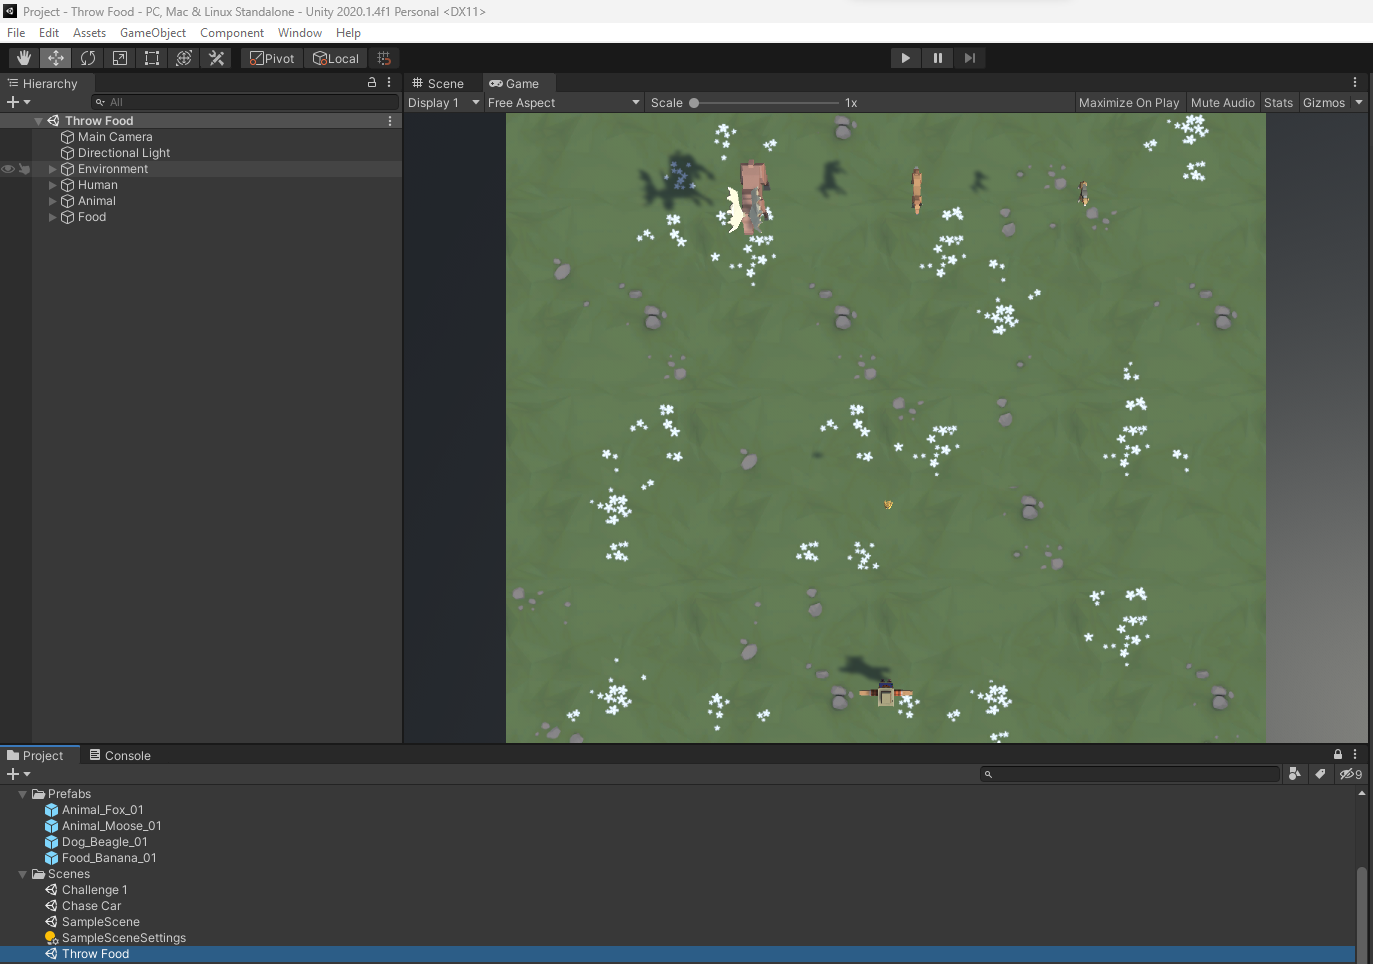 Project - Throw Food - PC, Mac & Linux Standalone - Unity 2020.1.4f1 Personal <DX11>
File Edit Assets GameObject Component Window Help
Pivot Local
Hierarchy
All
Throw Food
Main Camera
Directional Light
Environment
Human
Animal
Food
Scene Game
Display 1 Free Aspect Scale 1x Maximize On Play Mute Audio Stats Gizmos
Project Console
9
Prefabs
Animal_Fox_01
Animal_Moose_01
Dog_Beagle_01
Food_Banana_01
Scenes
Challenge 1
Chase Car
SampleScene
SampleSceneSettings
Throw Food